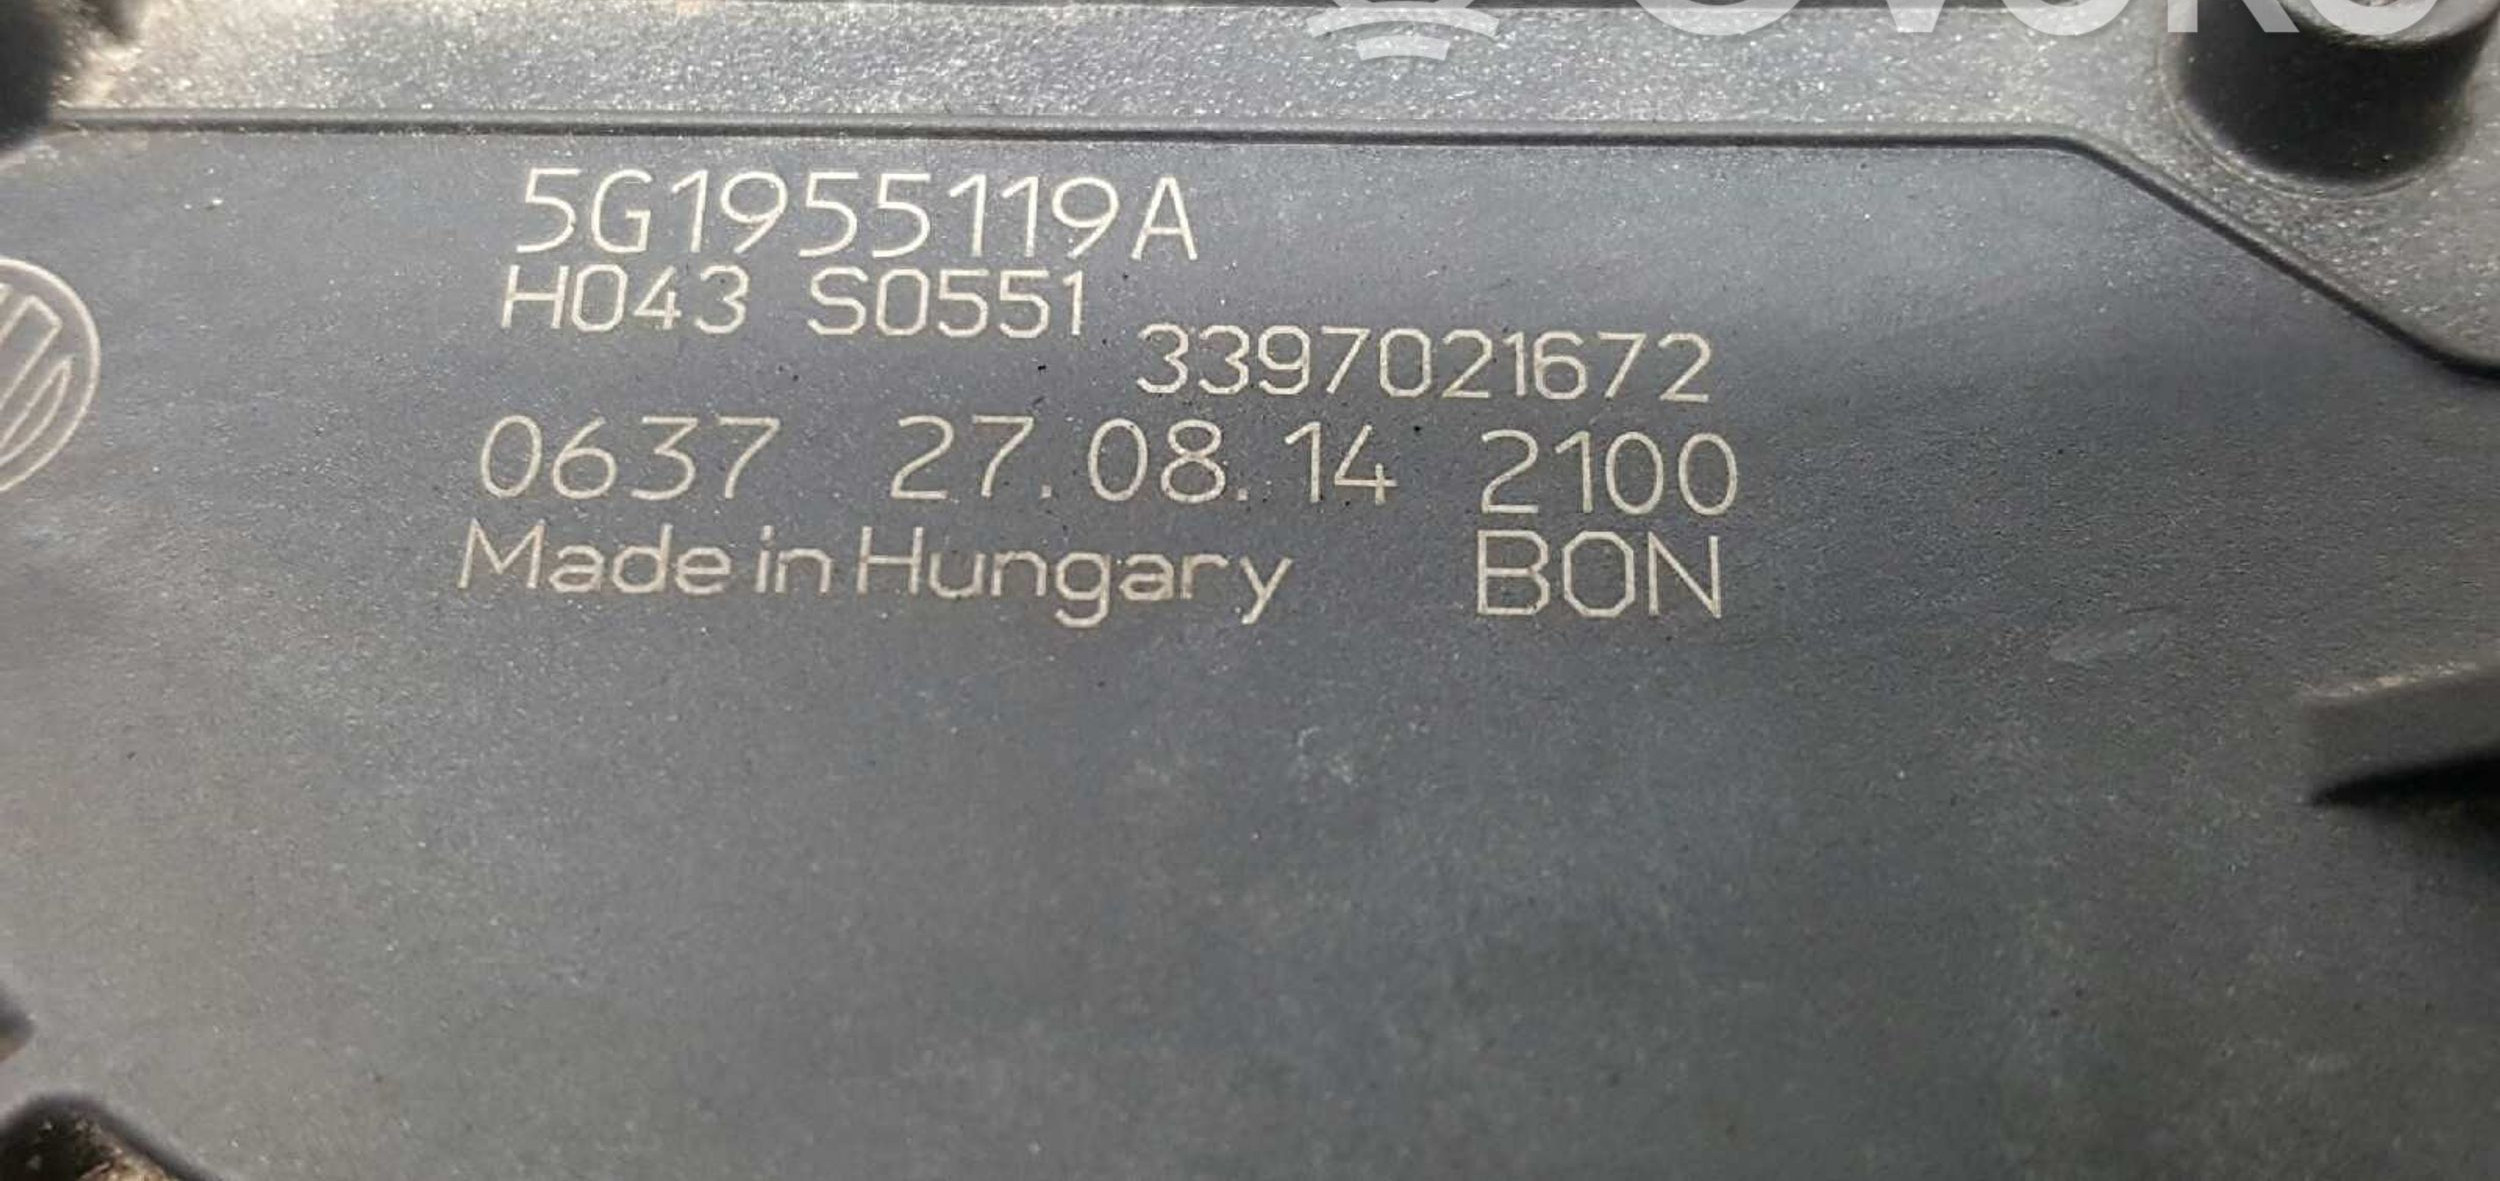 5G1955119A
H043 S0551
3397021672
0637 27.08.14 2100
Made in Hungary BON